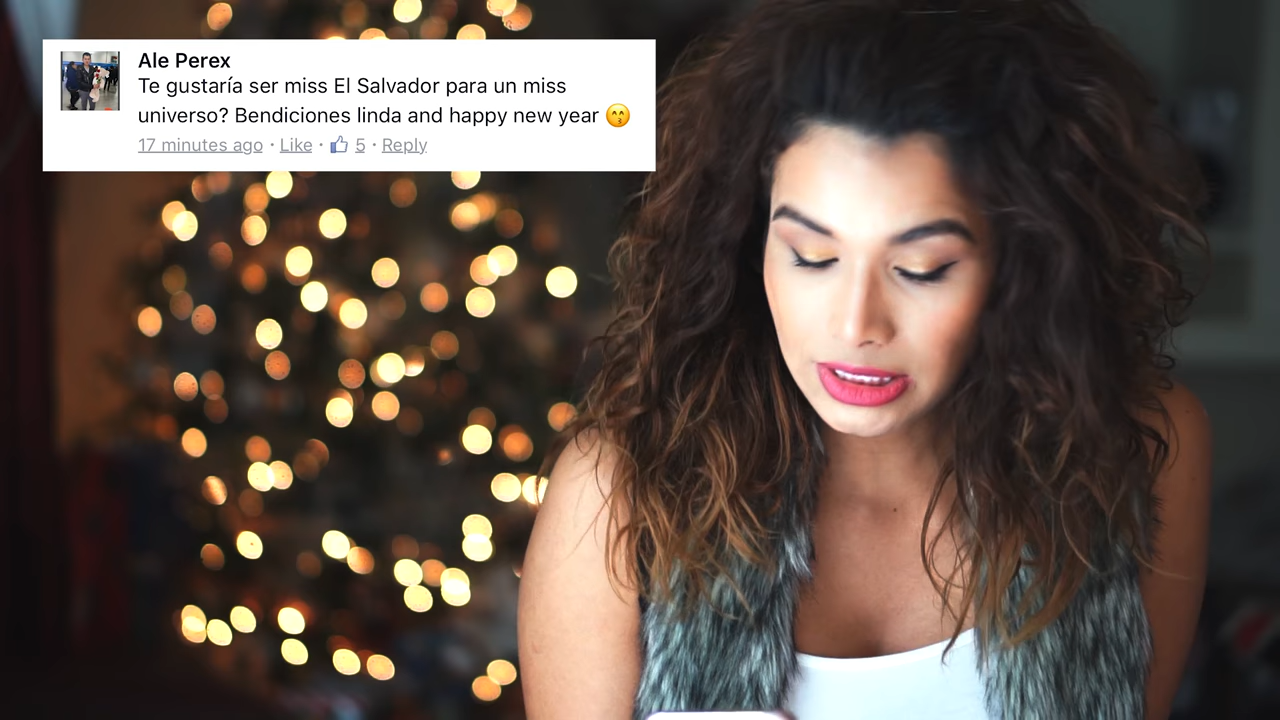 Ale Perex
Te gustaría ser miss El Salvador para un miss
universo? Bendiciones linda and happy new year 😙
17 minutes ago · Like · 5 · Reply